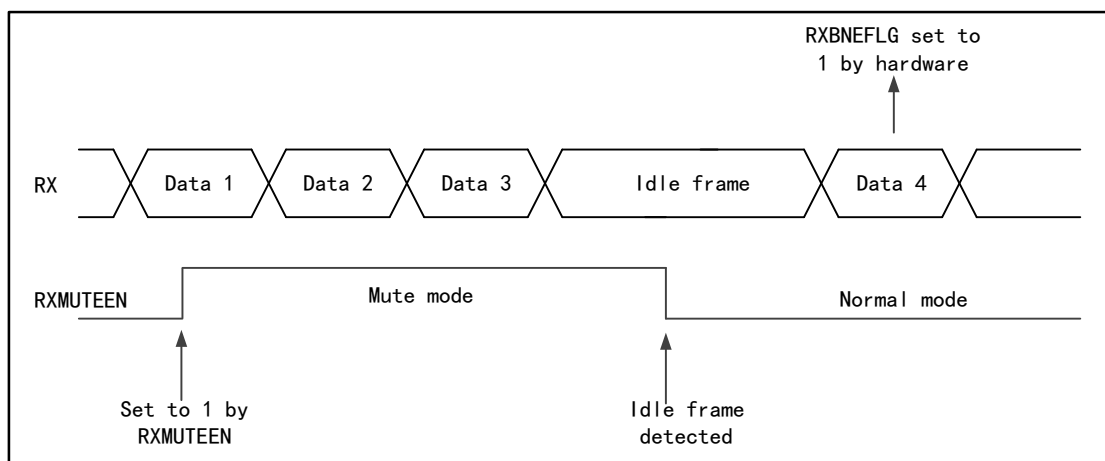 RXBNEFLG set to
1 by hardware
RX
Data 1
Data 2
Data 3
Idle frame
Data 4
RXMUTEEN
Mute mode
Normal mode
Set to 1 by
RXMUTEEN
Idle frame
detected